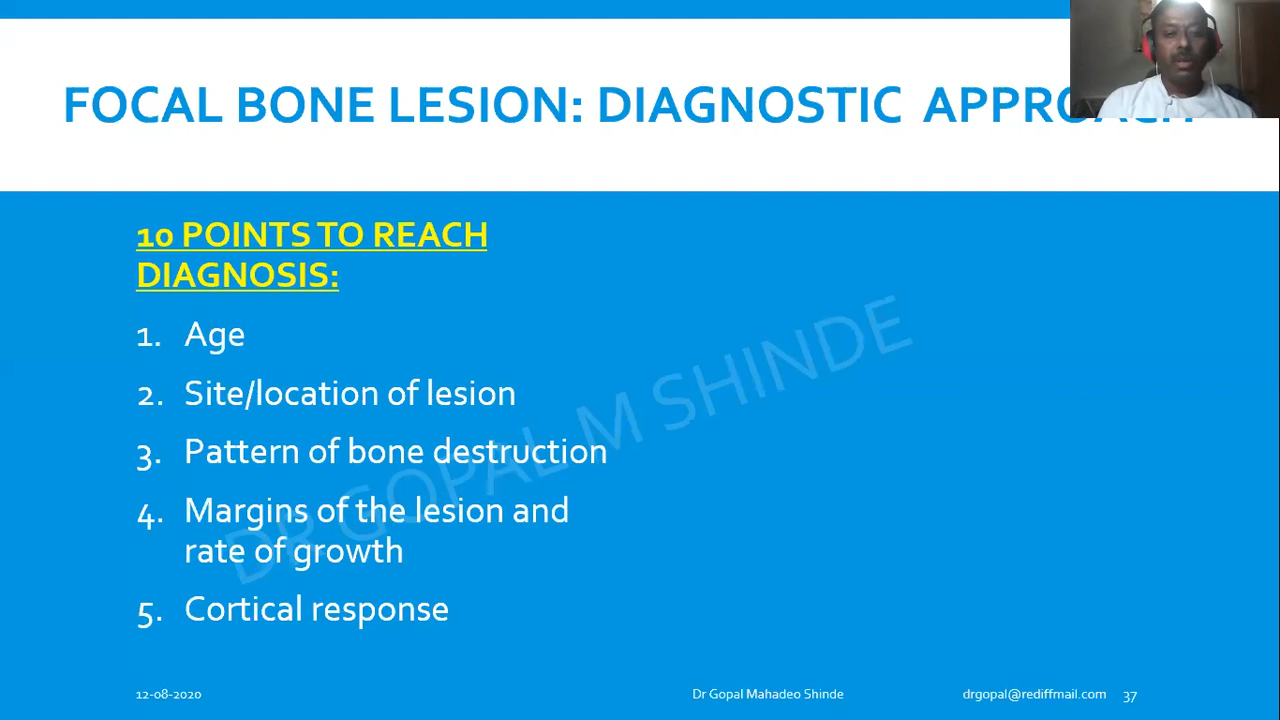 FOCAL BONE LESION: DIAGNOSTIC APPROACH
10 POINTS TO REACH
DIAGNOSIS:
1. Age
2. Site/location of lesion
3. Pattern of bone destruction
4. Margins of the lesion and
rate of growth
5. Cortical response
DR GOPAL M SHINDE
12-08-2020 Dr Gopal Mahadeo Shinde drgopal@rediffmail.com 37